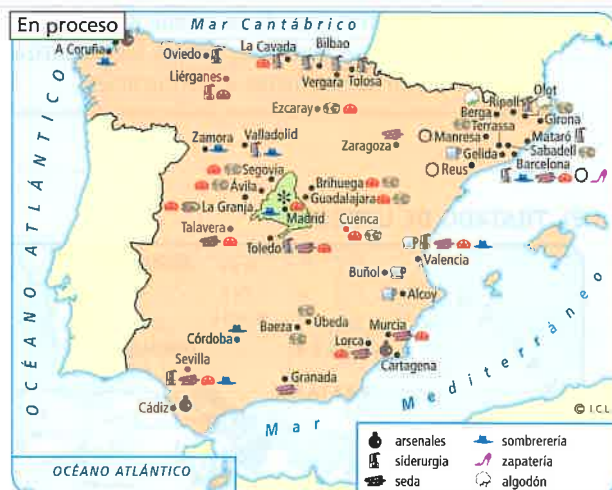 En proceso
Mar Cantábrico
A Coruña
Oviedo
La Cavada
Bilbao
Liérganes
Vergara
Tolosa
Ezcaray
Ripoll
Olot
Berga
Girona
Terrassa
Manresa
Mataró
Zamora
Valladolid
Zaragoza
Gelida
Sabadell
Reus
Barcelona
Segovia
Ávila
Brihuega
Guadalajara
La Granja
Madrid
Cuenca
Talavera
Toledo
Valencia
Buñol
Alcoy
Córdoba
Baeza
Úbeda
Murcia
Lorca
Cartagena
Sevilla
Granada
Cádiz
OCÉANO ATLÁNTICO
Mar Mediterráneo
© I.C.L.
OCÉANO ATLÁNTICO
arsenales
sombrerería
siderurgia
zapatería
seda
algodón